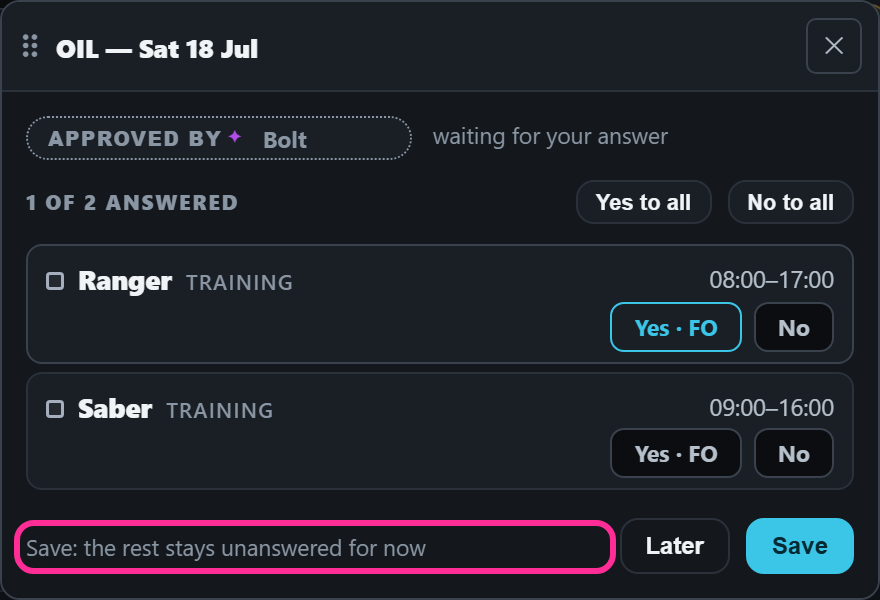 OIL — Sat 18 Jul
APPROVED BY ✦ Bolt
waiting for your answer
1 OF 2 ANSWERED
Yes to all
No to all
Ranger TRAINING
08:00–17:00
Yes · FO
No
Saber TRAINING
09:00–16:00
Yes · FO
No
Save: the rest stays unanswered for now
Later
Save